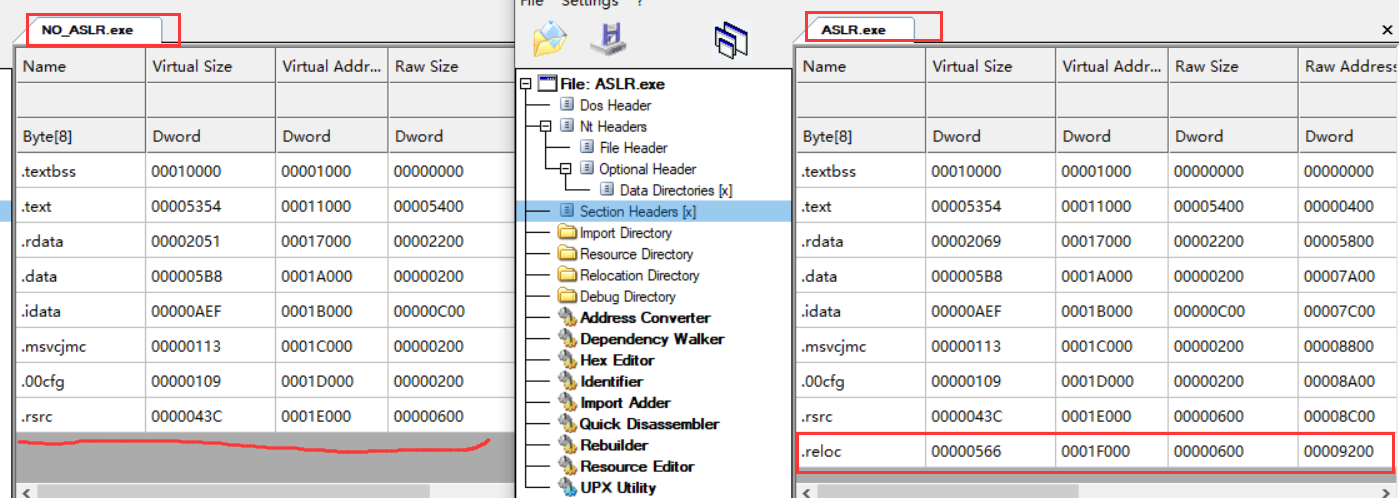 File Settings ?
NO_ASLR.exe
Name Virtual Size Virtual Addr... Raw Size
Byte[8] Dword Dword Dword
.textbss 00010000 00001000 00000000
.text 00005354 00011000 00005400
.rdata 00002051 00017000 00002200
.data 000005B8 0001A000 00000200
.idata 00000AEF 0001B000 00000C00
.msvcjmc 00000113 0001C000 00000200
.00cfg 00000109 0001D000 00000200
.rsrc 0000043C 0001E000 00000600
File: ASLR.exe
Dos Header
Nt Headers
File Header
Optional Header
Data Directories [x]
Section Headers [x]
Import Directory
Resource Directory
Relocation Directory
Debug Directory
Address Converter
Dependency Walker
Hex Editor
Identifier
Import Adder
Quick Disassembler
Rebuilder
Resource Editor
UPX Utility
ASLR.exe
Name Virtual Size Virtual Addr... Raw Size Raw Address
Byte[8] Dword Dword Dword Dword
.textbss 00010000 00001000 00000000 00000000
.text 00005354 00011000 00005400 00000400
.rdata 00002069 00017000 00002200 00005800
.data 000005B8 0001A000 00000200 00007A00
.idata 00000AEF 0001B000 00000C00 00007C00
.msvcjmc 00000113 0001C000 00000200 00008800
.00cfg 00000109 0001D000 00000200 00008A00
.rsrc 0000043C 0001E000 00000600 00008C00
.reloc 00000566 0001F000 00000600 00009200